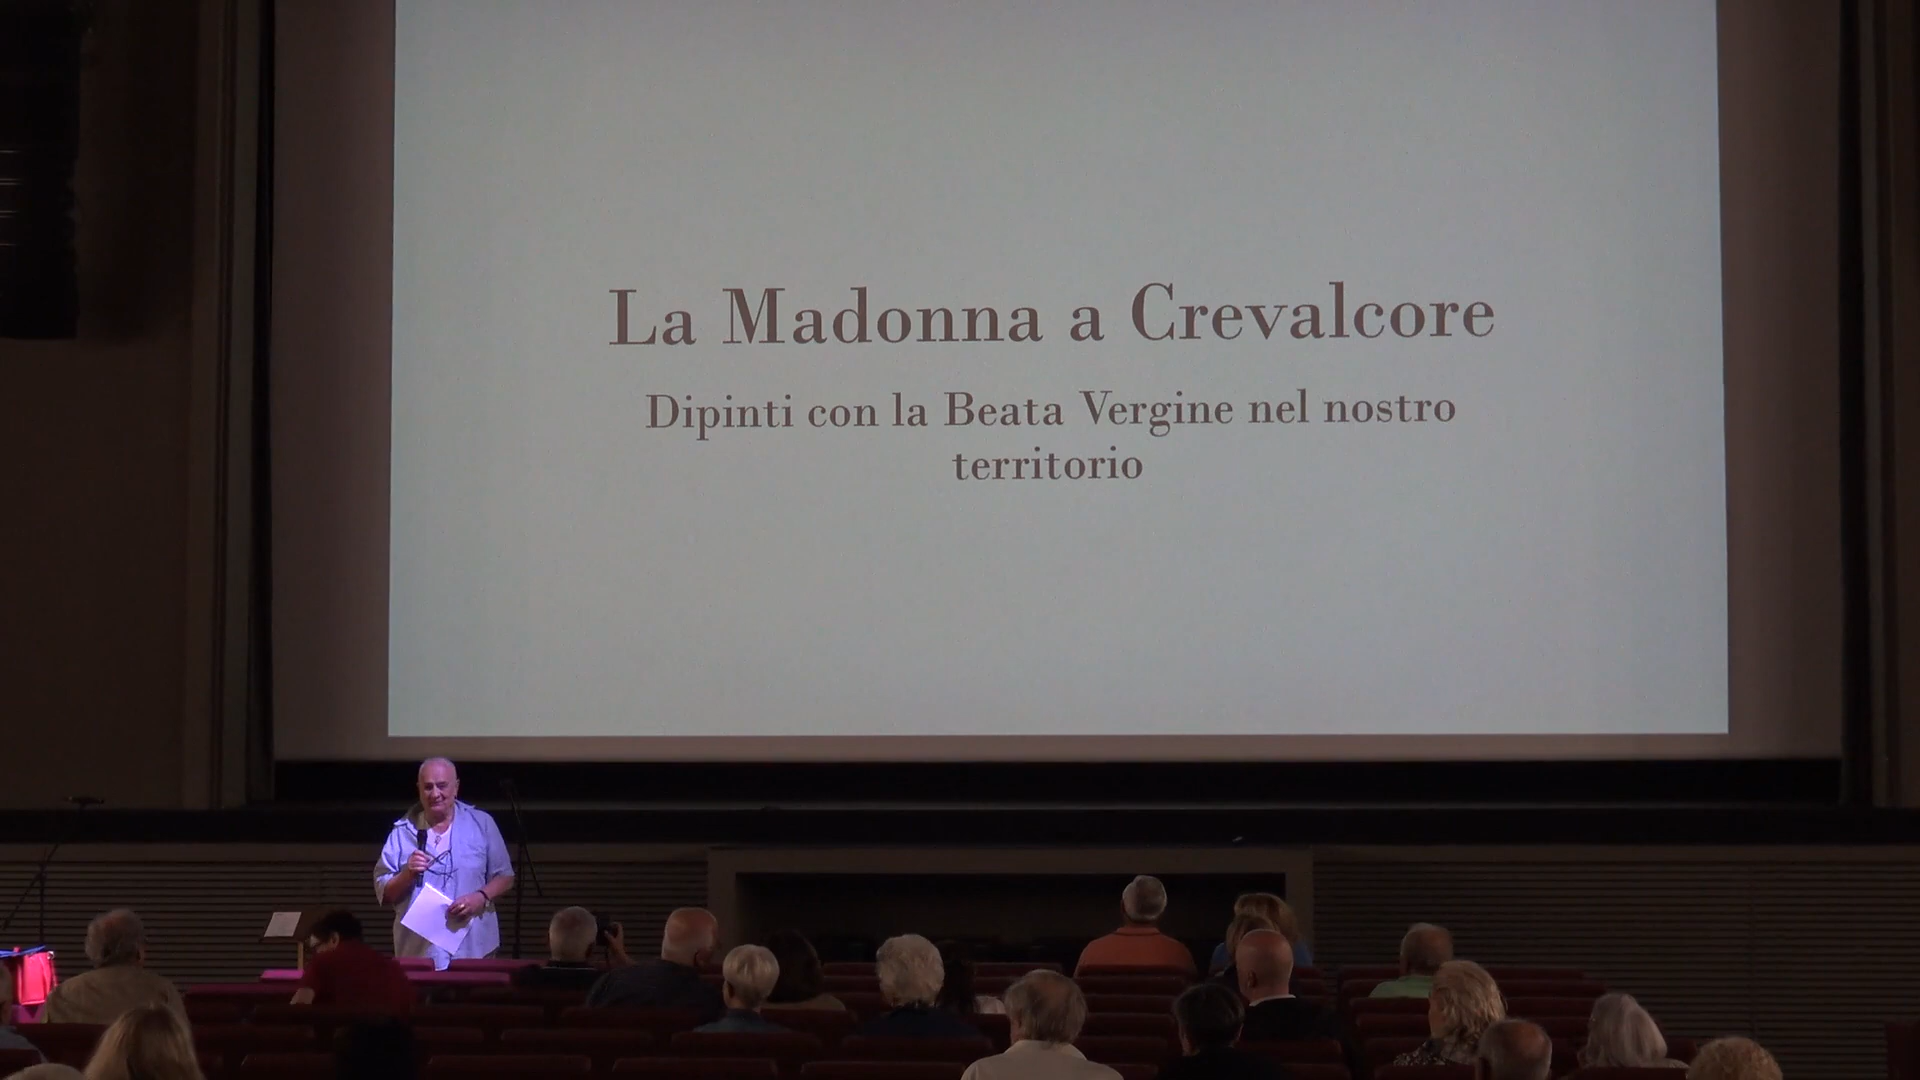 La Madonna a Crevalcore
Dipinti con la Beata Vergine nel nostro
territorio